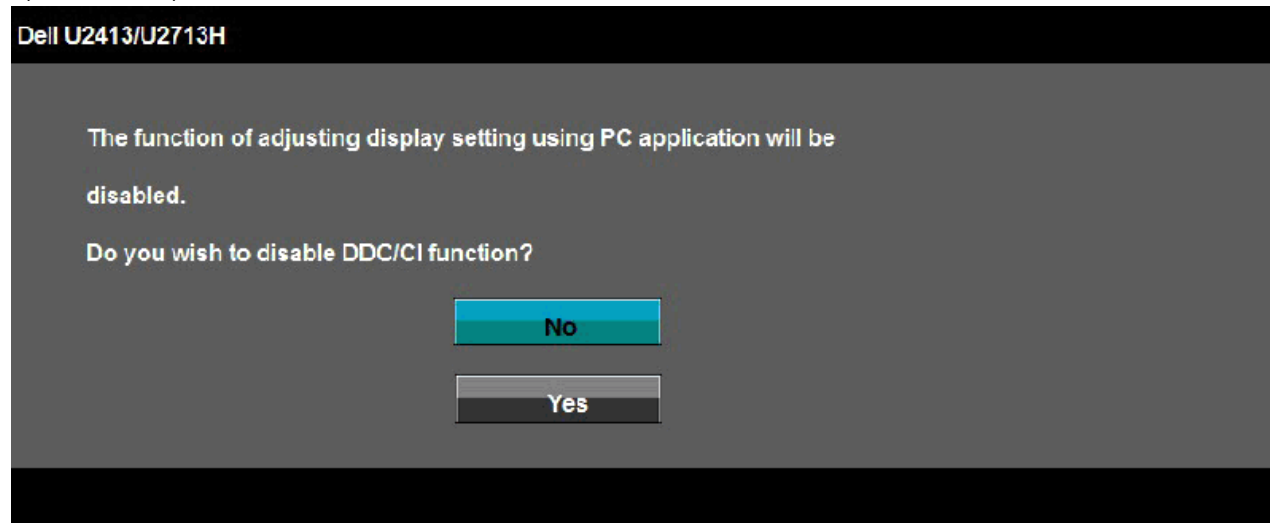 Dell U2413/U2713H
The function of adjusting display setting using PC application will be
disabled.
Do you wish to disable DDC/CI function?
No
Yes